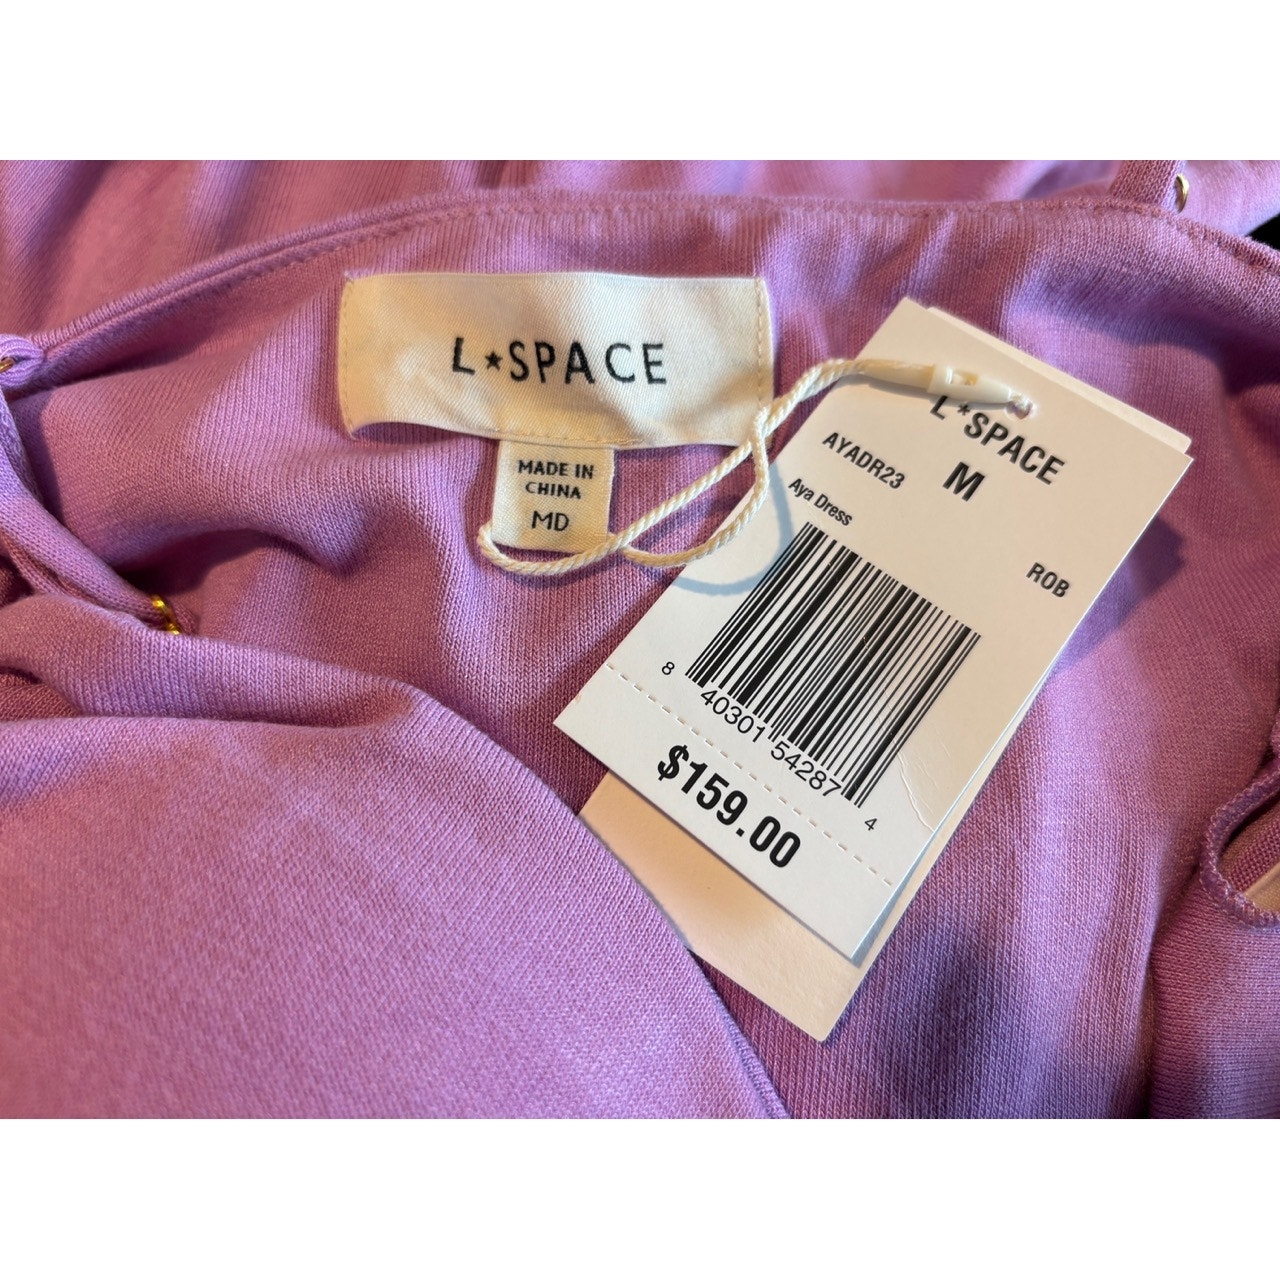 L★SPACE
MADE IN
CHINA
MD
L*SPACE
AYADR23 M
Aya Dress
ROB
8 40301 54287 4
$159.00